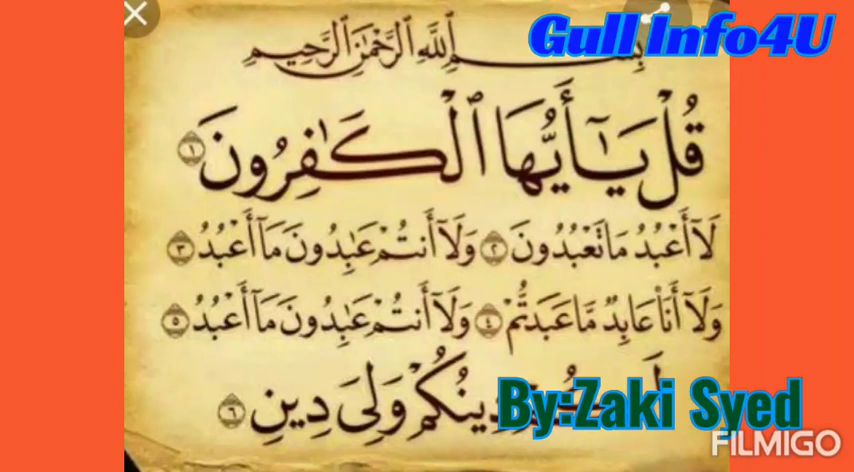 Gull Info4U
بِسْمِ ٱللَّهِ ٱلرَّحْمَٰنِ ٱلرَّحِيمِ
قُلْ يَٰٓأَيُّهَا ٱلْكَٰفِرُونَ ١
لَآ أَعْبُدُ مَا تَعْبُدُونَ ٢ وَلَآ أَنتُمْ عَٰبِدُونَ مَآ أَعْبُدُ ٣
وَلَآ أَنَا۠ عَابِدٌ مَّا عَبَدتُّمْ ٤ وَلَآ أَنتُمْ عَٰبِدُونَ مَآ أَعْبُدُ ٥
دِينُكُمْ وَلِىَ دِينِ ٦
By:Zaki Syed
FILMIGO